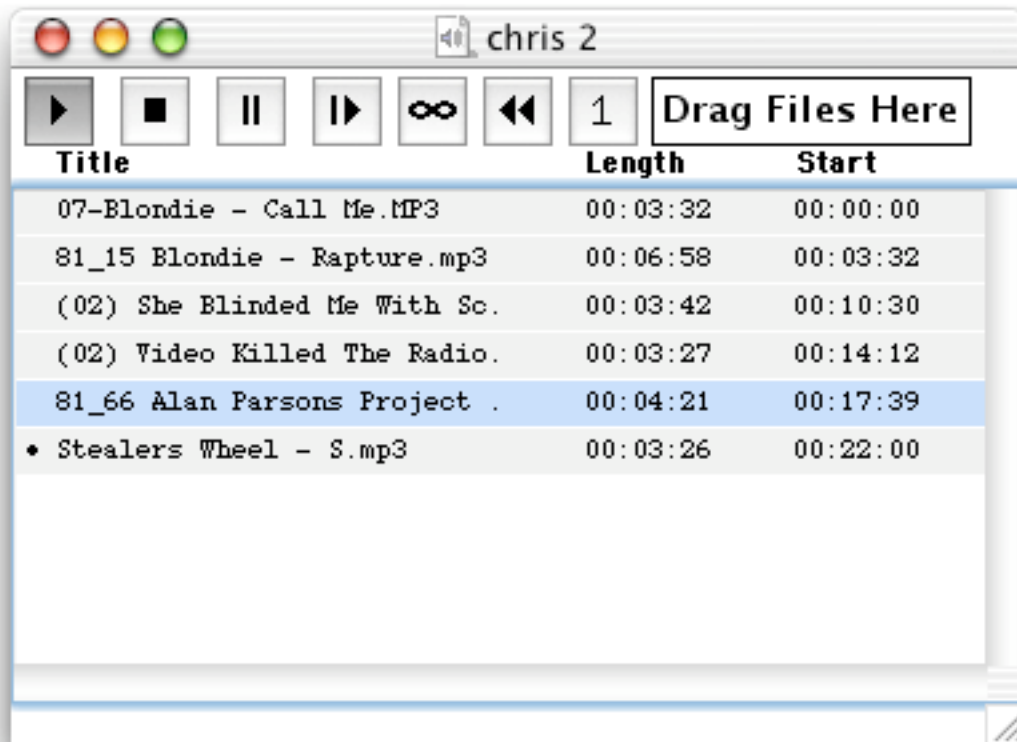 chris 2
1 Drag Files Here
Title Length Start
07-Blondie - Call Me.MP3 00:03:32 00:00:00
81_15 Blondie - Rapture.mp3 00:06:58 00:03:32
(02) She Blinded Me With Sc. 00:03:42 00:10:30
(02) Video Killed The Radio. 00:03:27 00:14:12
81_66 Alan Parsons Project . 00:04:21 00:17:39
• Stealers Wheel - S.mp3 00:03:26 00:22:00